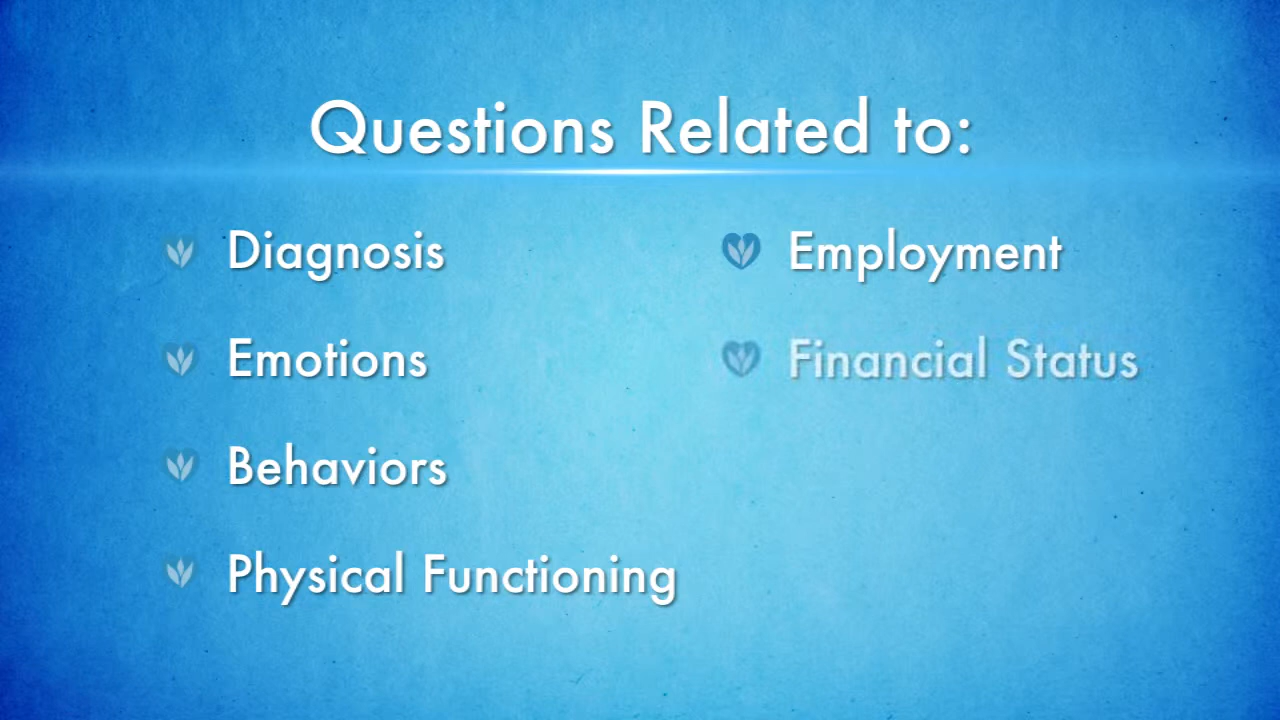 Questions Related to:
Diagnosis
Emotions
Behaviors
Physical Functioning
Employment
Financial Status